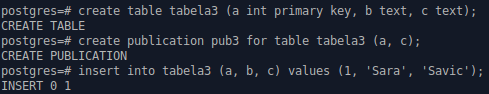 postgres=# create table tabela3 (a int primary key, b text, c text);
CREATE TABLE
postgres=# create publication pub3 for table tabela3 (a, c);
CREATE PUBLICATION
postgres=# insert into tabela3 (a, b, c) values (1, 'Sara', 'Savic');
INSERT 0 1